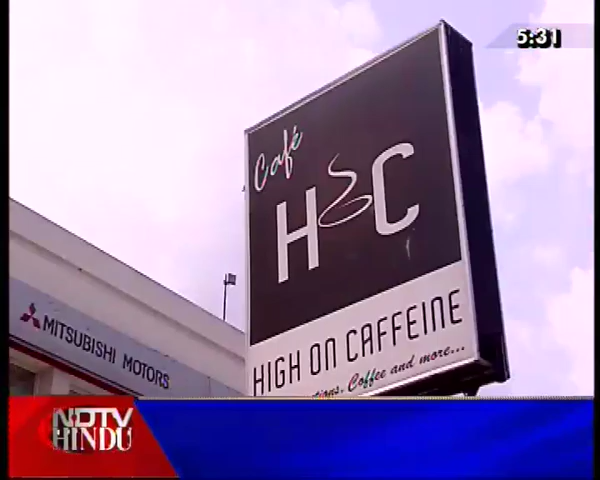 5:31
Café
H C
HIGH ON CAFFEINE
Coffee and more...
MITSUBISHI MOTORS
NDTV
HINDU